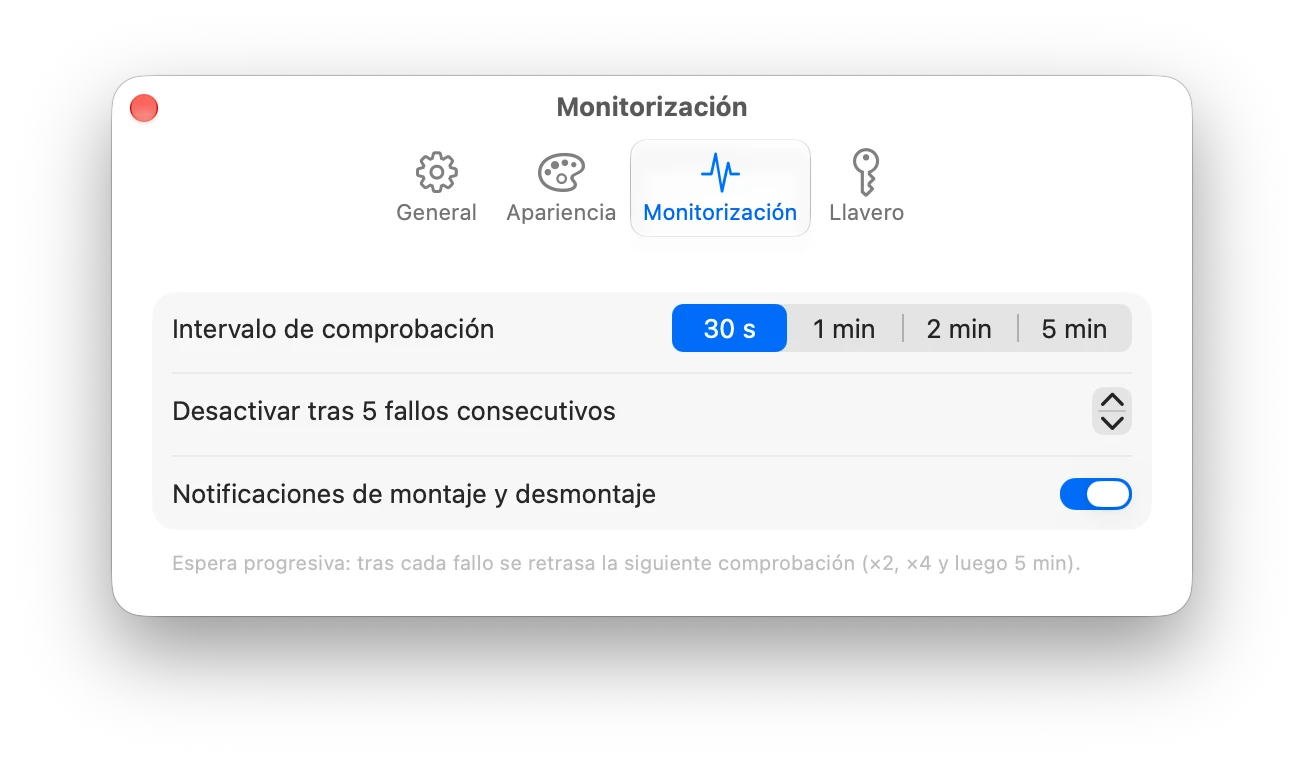 Monitorización
General
Apariencia
Monitorización
Llavero
Intervalo de comprobación
30 s
1 min
2 min
5 min
Desactivar tras 5 fallos consecutivos
Notificaciones de montaje y desmontaje
Espera progresiva: tras cada fallo se retrasa la siguiente comprobación (×2, ×4 y luego 5 min).